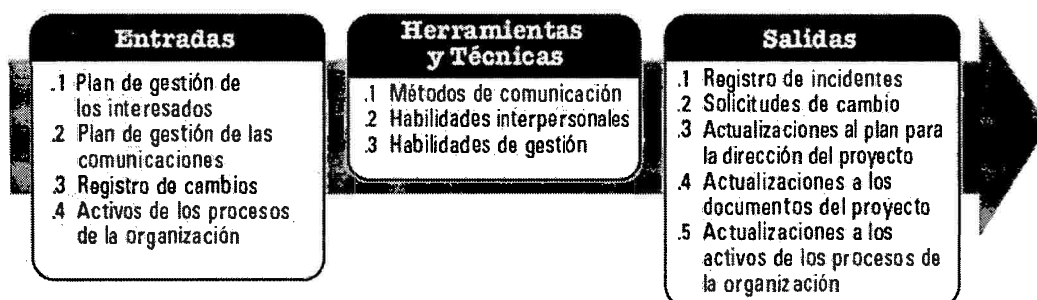 Entradas
.1 Plan de gestión de
los interesados
.2 Plan de gestión de las
comunicaciones
.3 Registro de cambios
.4 Activos de los procesos
de la organización
Herramientas
y Técnicas
.1 Métodos de comunicación
.2 Habilidades interpersonales
.3 Habilidades de gestión
Salidas
.1 Registro de incidentes
.2 Solicitudes de cambio
.3 Actualizaciones al plan para
la dirección del proyecto
.4 Actualizaciones a los
documentos del proyecto
.5 Actualizaciones a los
activos de los procesos de
la organización